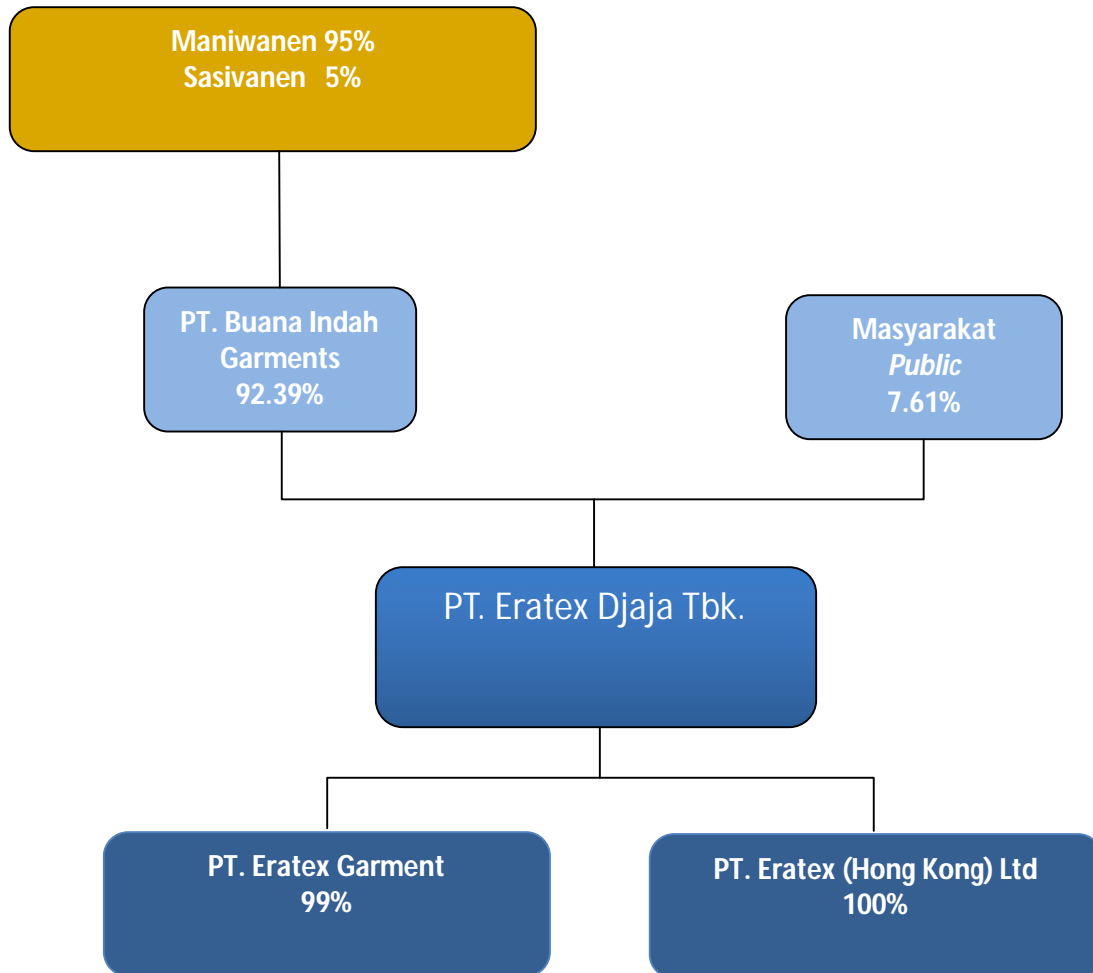 Maniwanen 95%
Sasivanen 5%
PT. Buana Indah
Garments
92.39%
Masyarakat
Public
7.61%
PT. Eratex Djaja Tbk.
PT. Eratex Garment
99%
PT. Eratex (Hong Kong) Ltd
100%